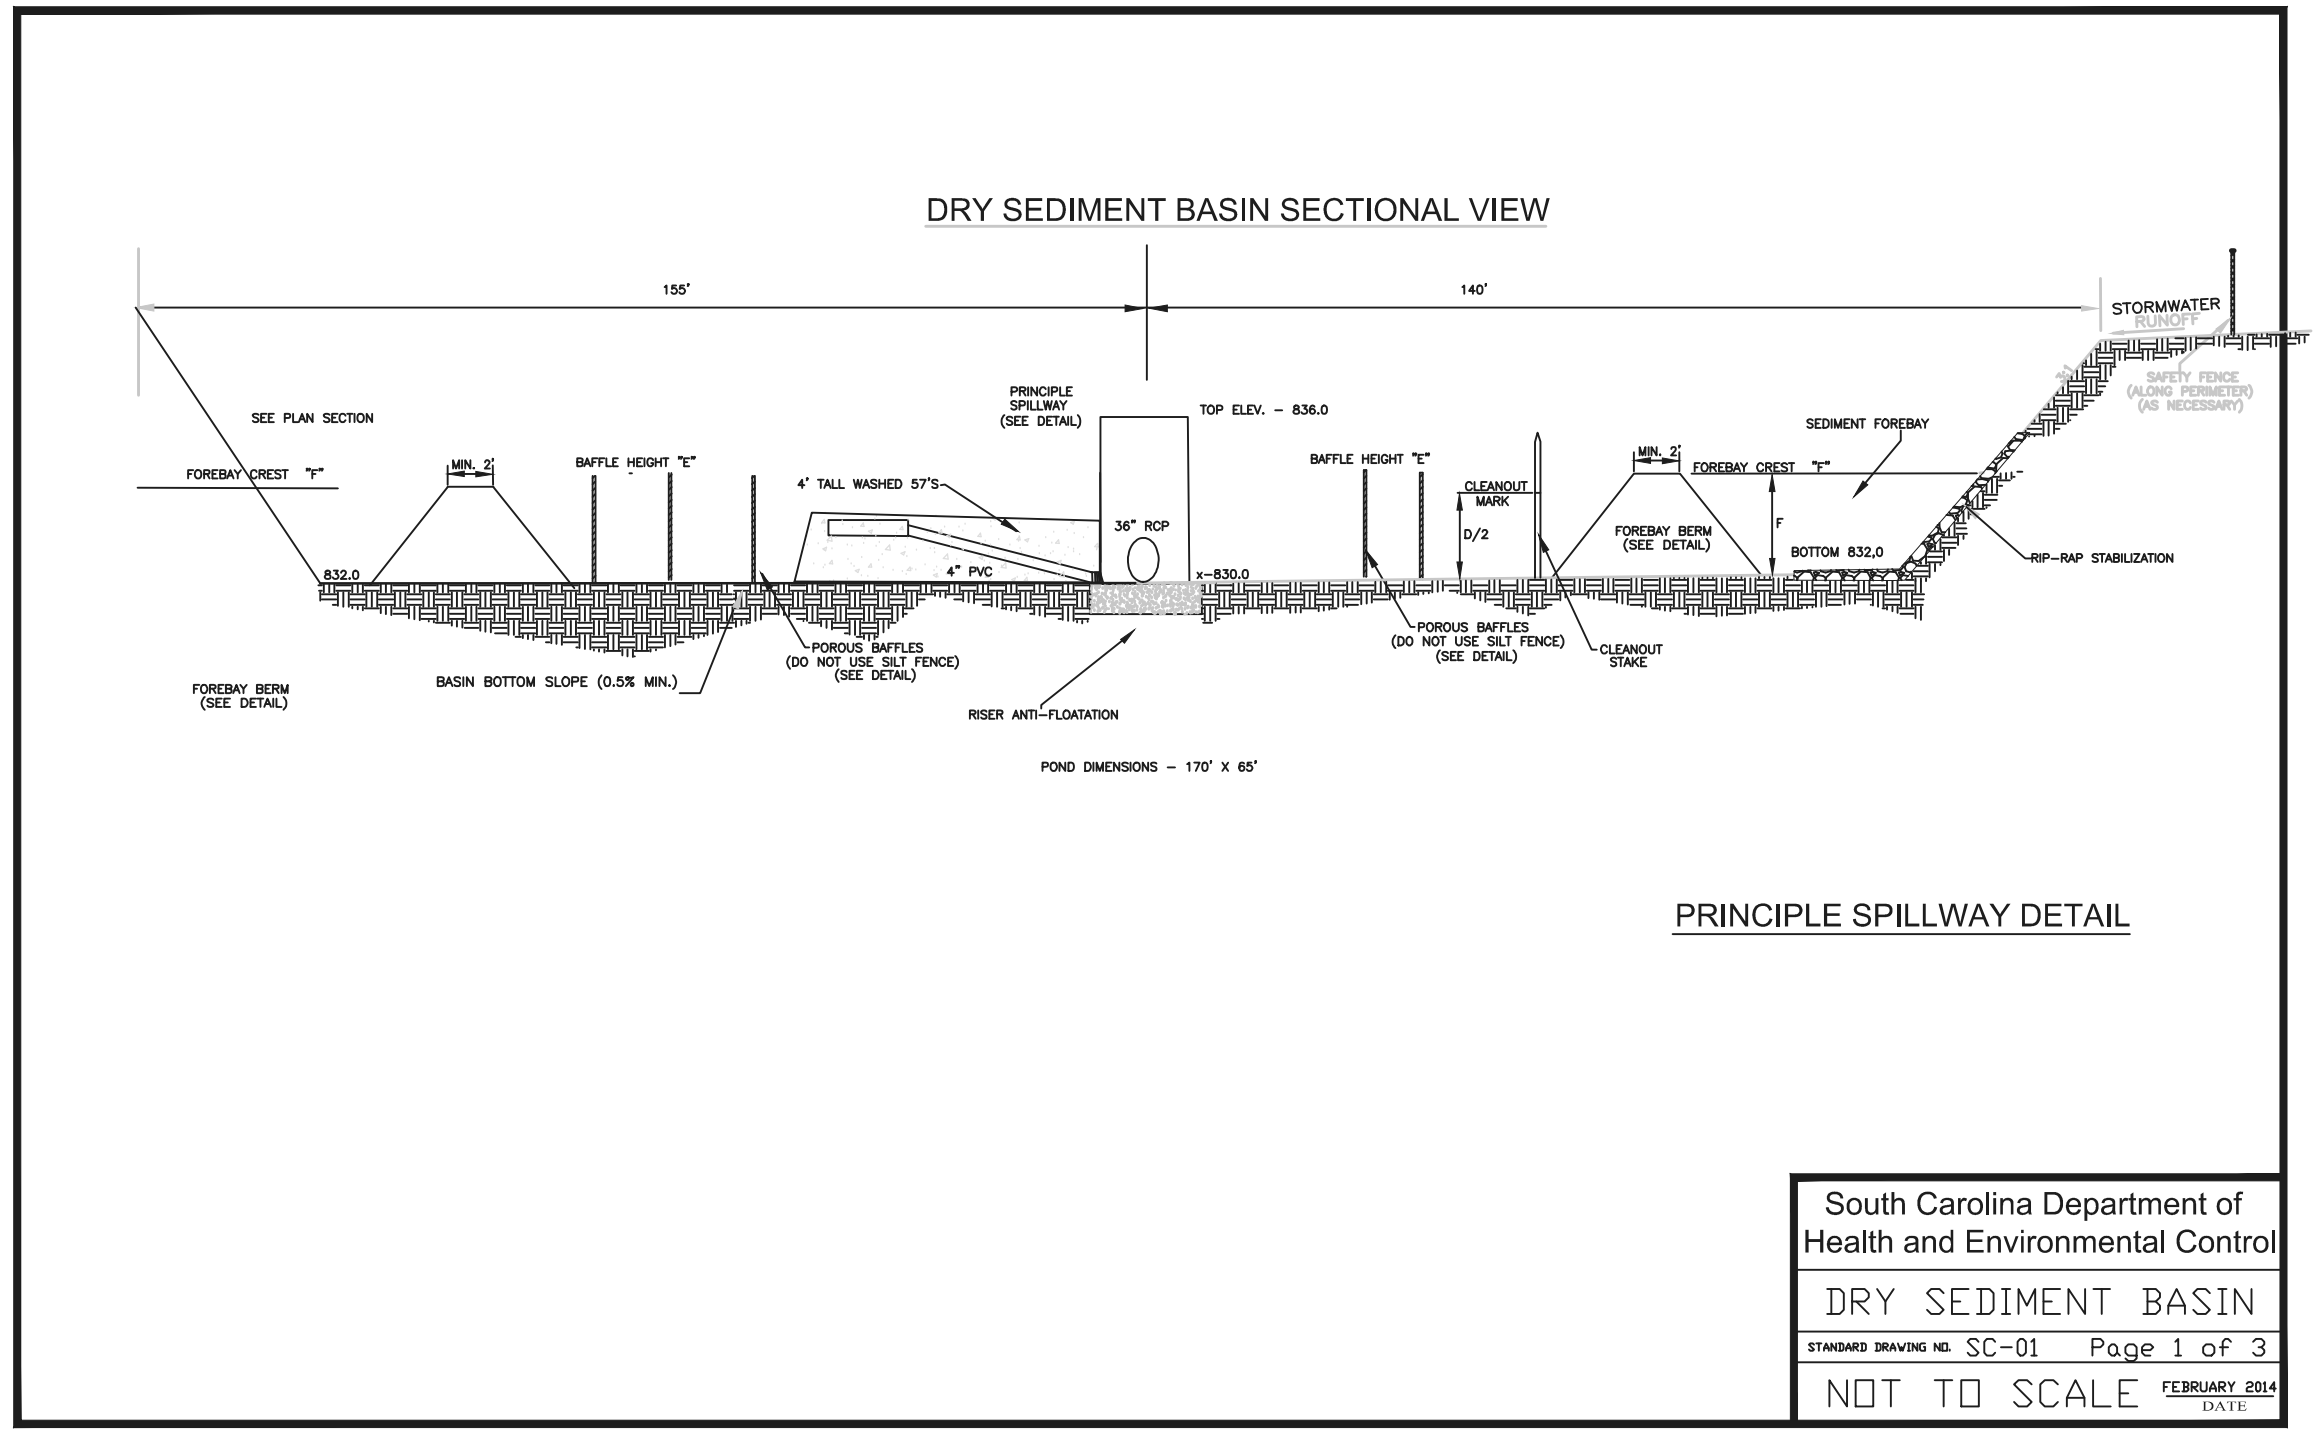 DRY SEDIMENT BASIN SECTIONAL VIEW
155'
140'
STORMWATER
RUNOFF
3:1
SAFETY FENCE
(ALONG PERIMETER)
(AS NECESSARY)
PRINCIPLE
SPILLWAY
(SEE DETAIL)
TOP ELEV. - 836.0
SEE PLAN SECTION
SEDIMENT FOREBAY
FOREBAY CREST "F"
MIN. 2'
BAFFLE HEIGHT "E"
4' TALL WASHED 57'S
BAFFLE HEIGHT "E"
CLEANOUT
MARK
MIN. 2'
FOREBAY CREST "F"
36" RCP
D/2
FOREBAY BERM
(SEE DETAIL)
F
BOTTOM 832,0
RIP-RAP STABILIZATION
832.0
4" PVC
x-830.0
POROUS BAFFLES
(DO NOT USE SILT FENCE)
(SEE DETAIL)
POROUS BAFFLES
(DO NOT USE SILT FENCE)
(SEE DETAIL)
CLEANOUT
STAKE
FOREBAY BERM
(SEE DETAIL)
BASIN BOTTOM SLOPE (0.5% MIN.)
RISER ANTI-FLOATATION
POND DIMENSIONS - 170' X 65'
PRINCIPLE SPILLWAY DETAIL
South Carolina Department of
Health and Environmental Control
DRY SEDIMENT BASIN
STANDARD DRAWING NO. SC-01 Page 1 of 3
NOT TO SCALE FEBRUARY 2014
DATE